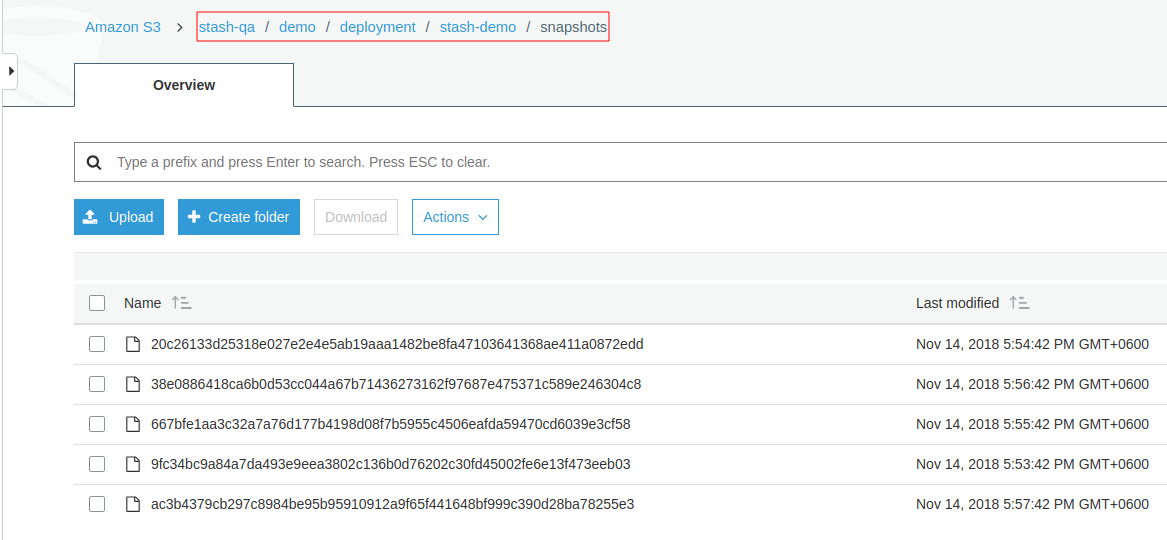 Amazon S3 > stash-qa / demo / deployment / stash-demo / snapshots
Overview
Type a prefix and press Enter to search. Press ESC to clear.
Upload Create folder Download Actions
Name Last modified
20c26133d25318e027e2e4e5ab19aaa1482be8fa47103641368ae411a0872edd Nov 14, 2018 5:54:42 PM GMT+0600
38e0886418ca6b0d53cc044a67b71436273162f97687e475371c589e246304c8 Nov 14, 2018 5:56:42 PM GMT+0600
667bfe1aa3c32a7a76d177b4198d08f7b5955c4506eafda59470cd6039e3cf58 Nov 14, 2018 5:55:42 PM GMT+0600
9fc34bc9a84a7da493e9eea3802c136b0d76202c30fd45002fe6e13f473eeb03 Nov 14, 2018 5:53:42 PM GMT+0600
ac3b4379cb297c8984be95b95910912a9f65f441648bf999c390d28ba78255e3 Nov 14, 2018 5:57:42 PM GMT+0600